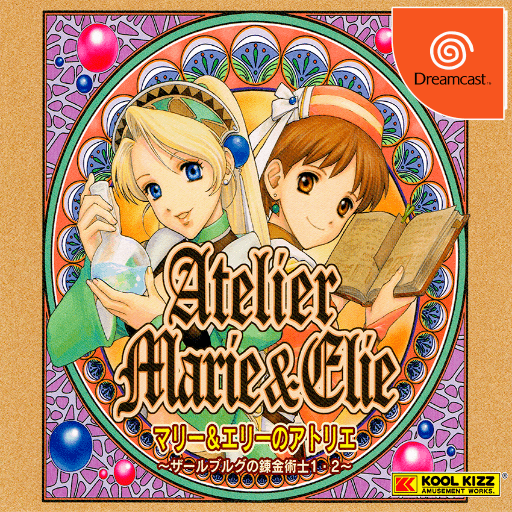 Dreamcast™
Atelier
Marie&Elie
マリー&エリーのアトリエ
～ザールブルグの錬金術士1・2～
KOOL KIZZ®
AMUSEMENT WORKS.